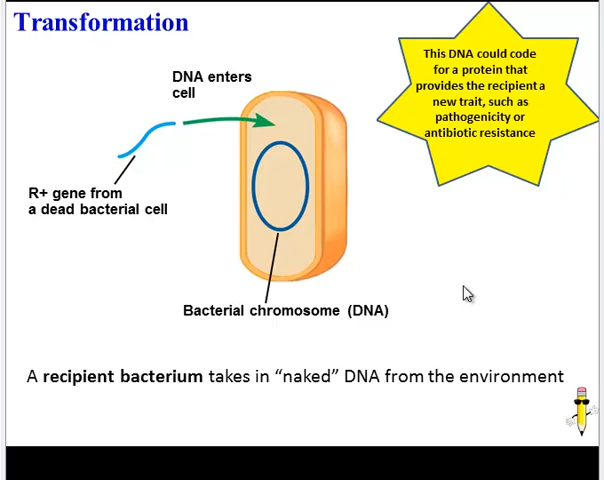 Transformation
This DNA could code
for a protein that
provides the recipient a
new trait, such as
pathogenicity or
antibiotic resistance
DNA enters
cell
R+ gene from
a dead bacterial cell
Bacterial chromosome (DNA)
A recipient bacterium takes in “naked” DNA from the environment